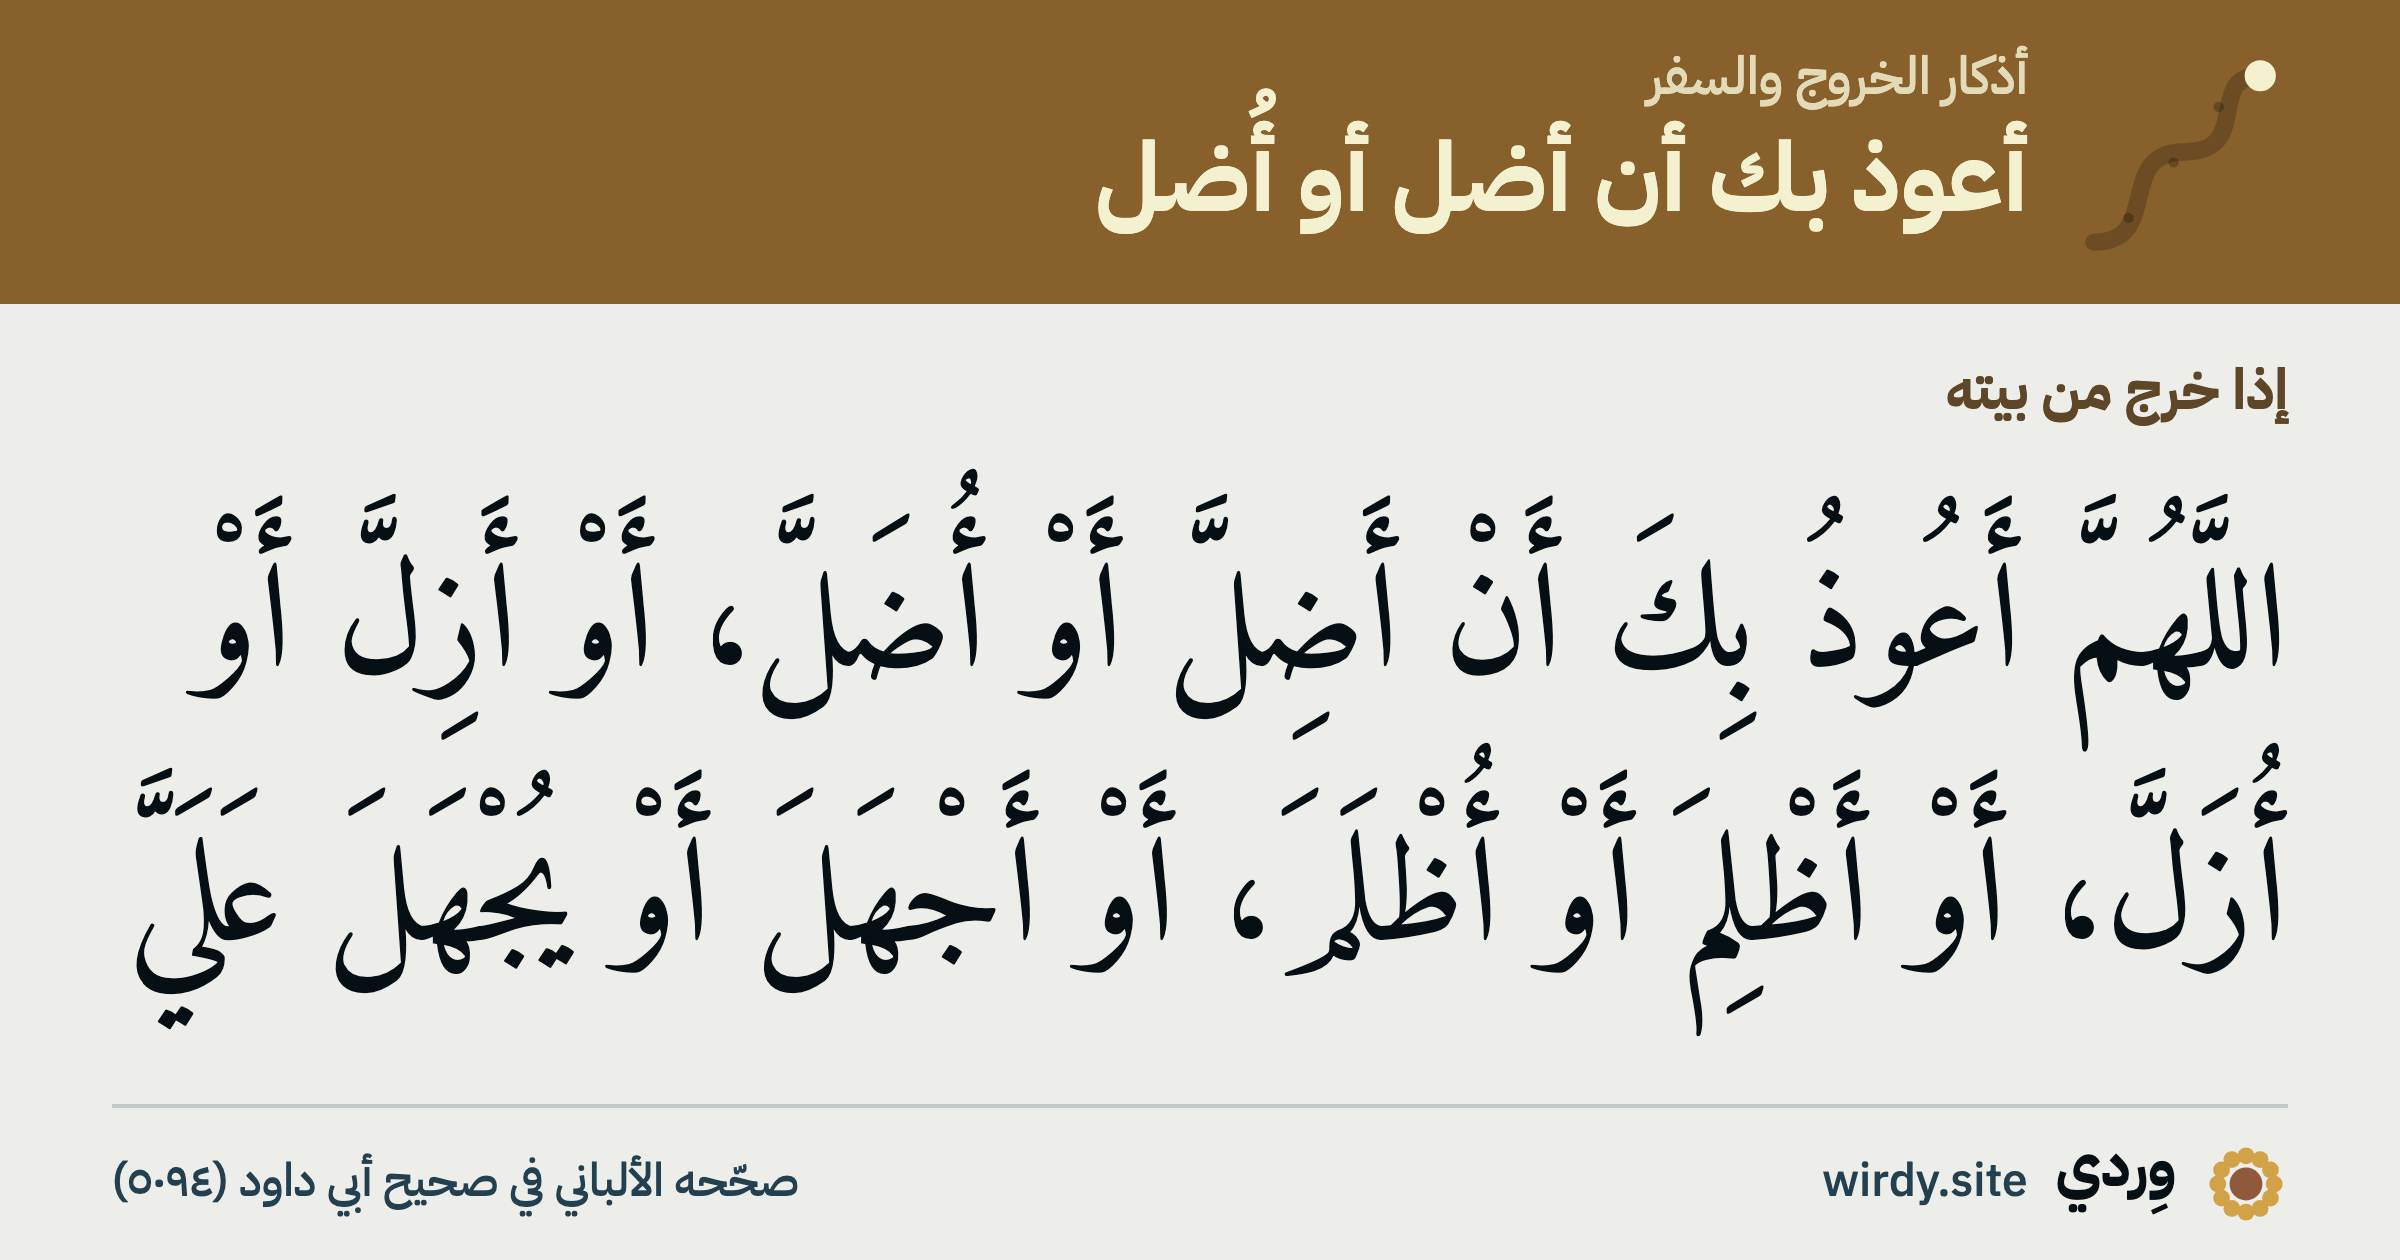 أذكار الخروج والسفر
أعوذ بك أن أضل أو أُضل
إذا خرج من بيته
اللَّهُمَّ أَعُوذُ بِكَ أَنْ أَضِلَّ أَوْ أُضَلَّ، أَوْ أَزِلَّ أَوْ
أُزَلَّ، أَوْ أَظْلِمَ أَوْ أُظْلَمَ، أَوْ أَجْهَلَ أَوْ يُجْهَلَ عَلَيَّ
وِردي wirdy.site
صحّحه الألباني في صحيح أبي داود (٥٠٩٤)